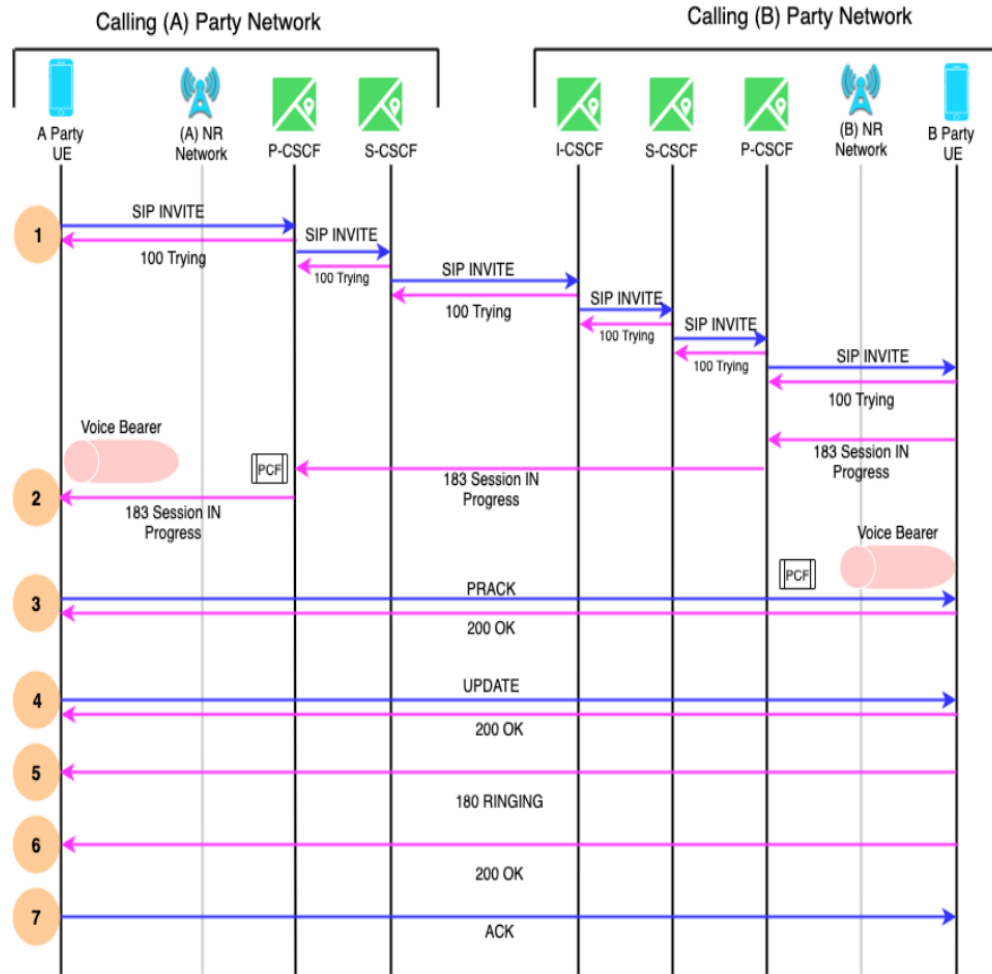 Calling (A) Party Network
Calling (B) Party Network
A Party
UE
(A) NR
Network
P-CSCF
S-CSCF
I-CSCF
S-CSCF
P-CSCF
(B) NR
Network
B Party
UE
1
SIP INVITE
100 Trying
SIP INVITE
100 Trying
SIP INVITE
100 Trying
SIP INVITE
100 Trying
SIP INVITE
100 Trying
SIP INVITE
100 Trying
183 Session IN
Progress
Voice Bearer
PCF
183 Session IN
Progress
2
183 Session IN
Progress
Voice Bearer
PCF
3
PRACK
200 OK
4
UPDATE
200 OK
5
180 RINGING
6
200 OK
7
ACK